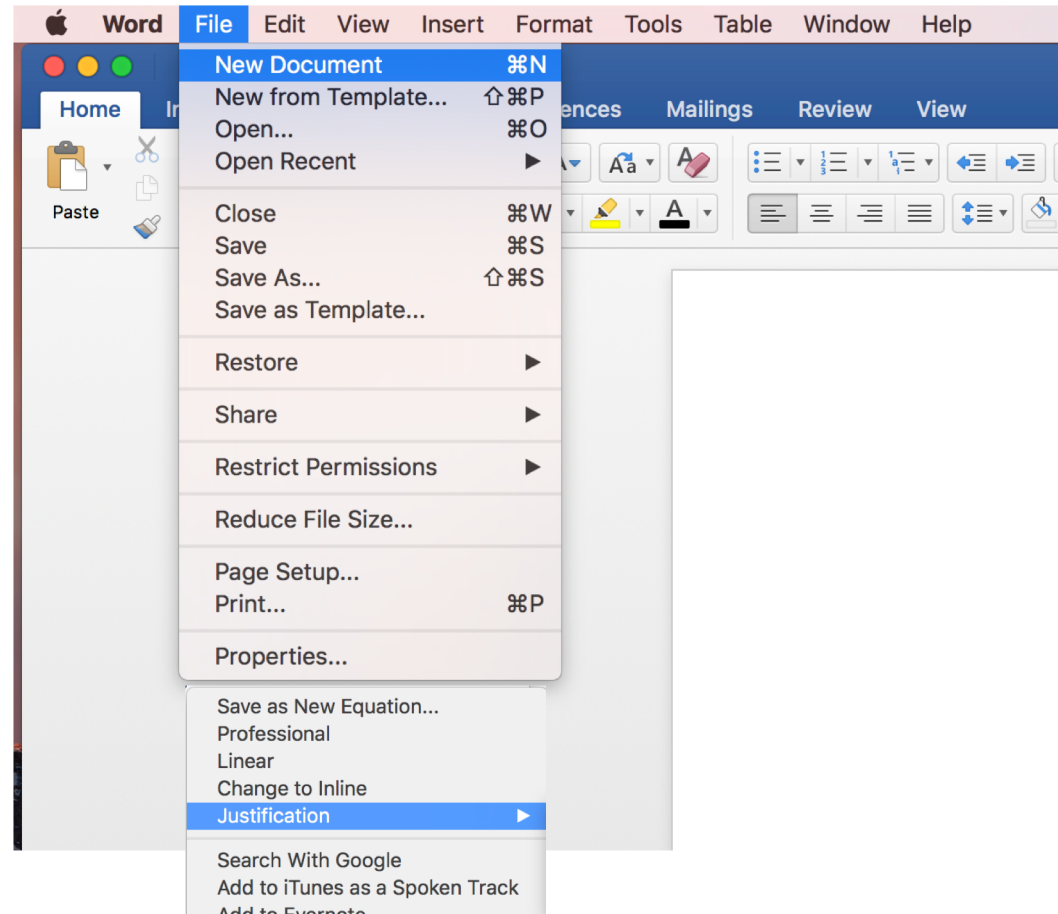 Word File Edit View Insert Format Tools Table Window Help
New Document ⌘N
New from Template... ⇧⌘P
Open... ⌘O
Open Recent ▶
Close ⌘W
Save ⌘S
Save As... ⇧⌘S
Save as Template...
Restore ▶
Share ▶
Restrict Permissions ▶
Reduce File Size...
Page Setup...
Print... ⌘P
Properties...
Home Mailings Review View
Paste
Save as New Equation...
Professional
Linear
Change to Inline
Justification ▶
Search With Google
Add to iTunes as a Spoken Track
Add to Evernote